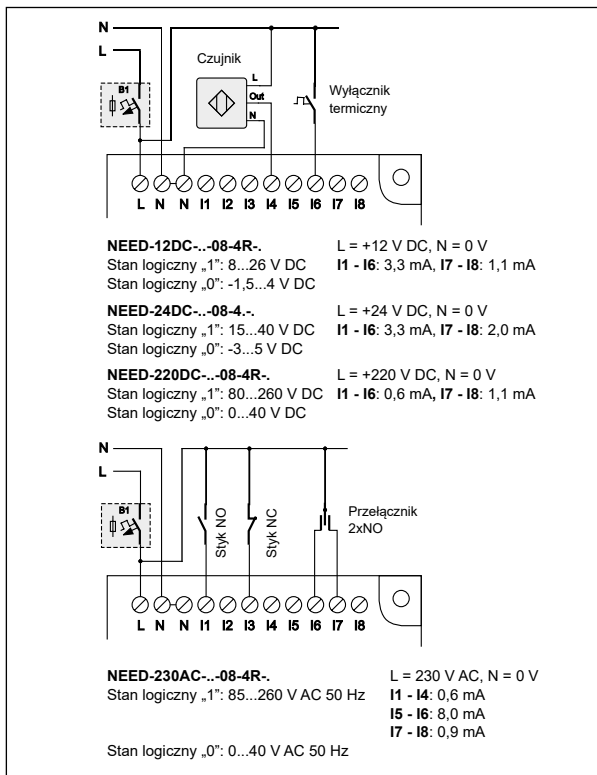 N
L
Czujnik
B1
L
Out
N
Wyłącznik
termiczny
L N N I1 I2 I3 I4 I5 I6 I7 I8
NEED-12DC-..-08-4R-. L = +12 V DC, N = 0 V
Stan logiczny „1”: 8...26 V DC I1 - I6: 3,3 mA, I7 - I8: 1,1 mA
Stan logiczny „0”: -1,5...4 V DC
NEED-24DC-..-08-4.-. L = +24 V DC, N = 0 V
Stan logiczny „1”: 15...40 V DC I1 - I6: 3,3 mA, I7 - I8: 2,0 mA
Stan logiczny „0”: -3...5 V DC
NEED-220DC-..-08-4R-. L = +220 V DC, N = 0 V
Stan logiczny „1”: 80...260 V DC I1 - I6: 0,6 mA, I7 - I8: 1,1 mA
Stan logiczny „0”: 0...40 V DC
N
L
B1
Styk NO
Styk NC
Przełącznik
2xNO
L N N I1 I2 I3 I4 I5 I6 I7 I8
NEED-230AC-..-08-4R-. L = 230 V AC, N = 0 V
Stan logiczny „1”: 85...260 V AC 50 Hz I1 - I4: 0,6 mA
I5 - I6: 8,0 mA
I7 - I8: 0,9 mA
Stan logiczny „0”: 0...40 V AC 50 Hz